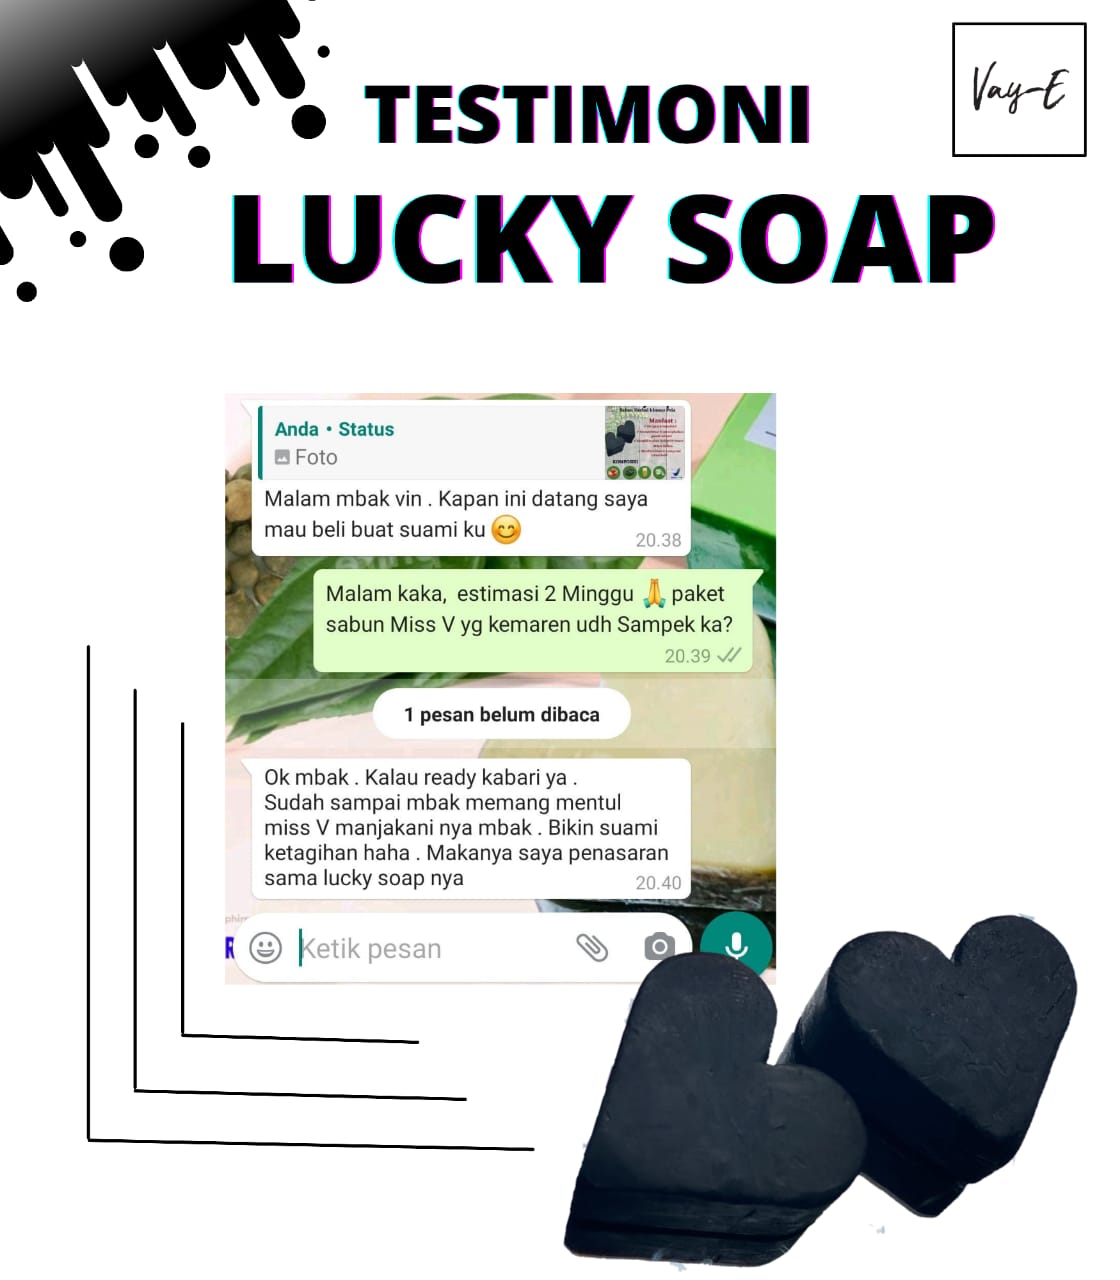 Vay-E
TESTIMONI
LUCKY SOAP
Anda • Status
Foto
Manfaat :
Malam mbak vin . Kapan ini datang saya
mau beli buat suami ku 😊
20.38
Malam kaka,  estimasi 2 Minggu 🙏 paket
sabun Miss V yg kemaren udh Sampek ka?
20.39
1 pesan belum dibaca
Ok mbak . Kalau ready kabari ya .
Sudah sampai mbak memang mentul
miss V manjakani nya mbak . Bikin suami
ketagihan haha . Makanya saya penasaran
sama lucky soap nya
20.40
Ketik pesan